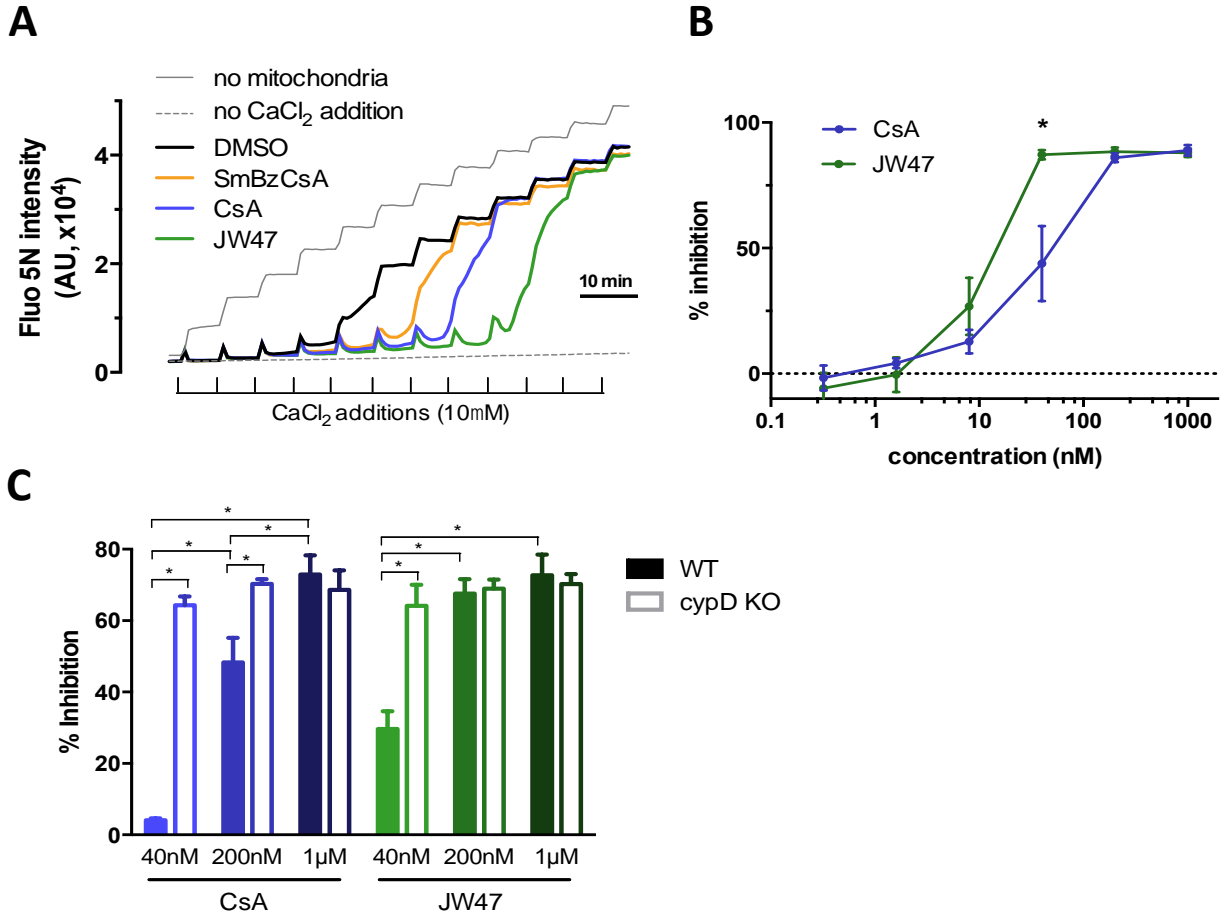 A
no mitochondria
no CaCl2 addition
DMSO
SmBzCsA
CsA
JW47
Fluo 5N intensity
(AU, x10⁴)
4
2
0
10 min
CaCl2 additions (10mM)
B
CsA
JW47
*
% inhibition
100
50
0
0.1 1 10 100 1000
concentration (nM)
C
* * * * * * * *
% Inhibition
80
60
40
20
0
WT
cypD KO
40nM 200nM 1µM 40nM 200nM 1µM
CsA JW47